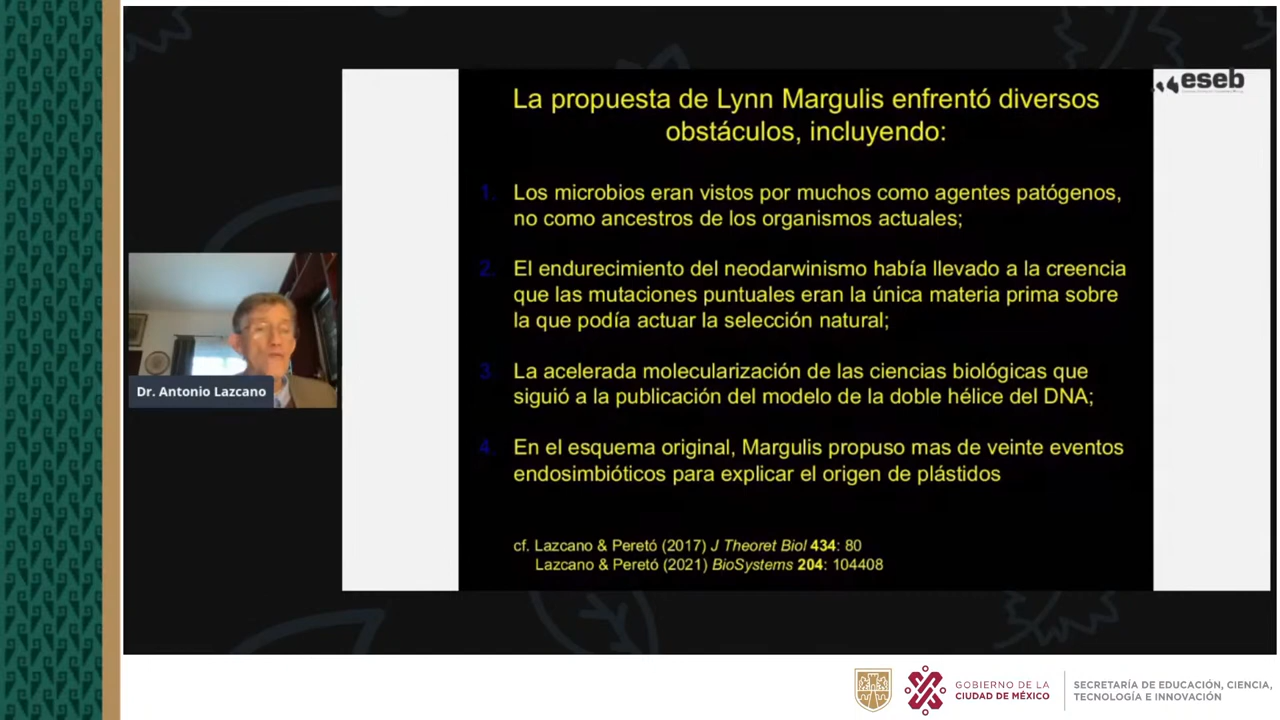 eseb
La propuesta de Lynn Margulis enfrentó diversos
obstáculos, incluyendo:
1. Los microbios eran vistos por muchos como agentes patógenos,
no como ancestros de los organismos actuales;
2. El endurecimiento del neodarwinismo había llevado a la creencia
que las mutaciones puntuales eran la única materia prima sobre
la que podía actuar la selección natural;
3. La acelerada molecularización de las ciencias biológicas que
siguió a la publicación del modelo de la doble hélice del DNA;
4. En el esquema original, Margulis propuso mas de veinte eventos
endosimbióticos para explicar el origen de plástidos
cf. Lazcano & Peretó (2017) J Theoret Biol 434: 80
Lazcano & Peretó (2021) BioSystems 204: 104408
Dr. Antonio Lazcano
GOBIERNO DE LA
CIUDAD DE MÉXICO
SECRETARÍA DE EDUCACIÓN, CIENCIA,
TECNOLOGÍA E INNOVACIÓN